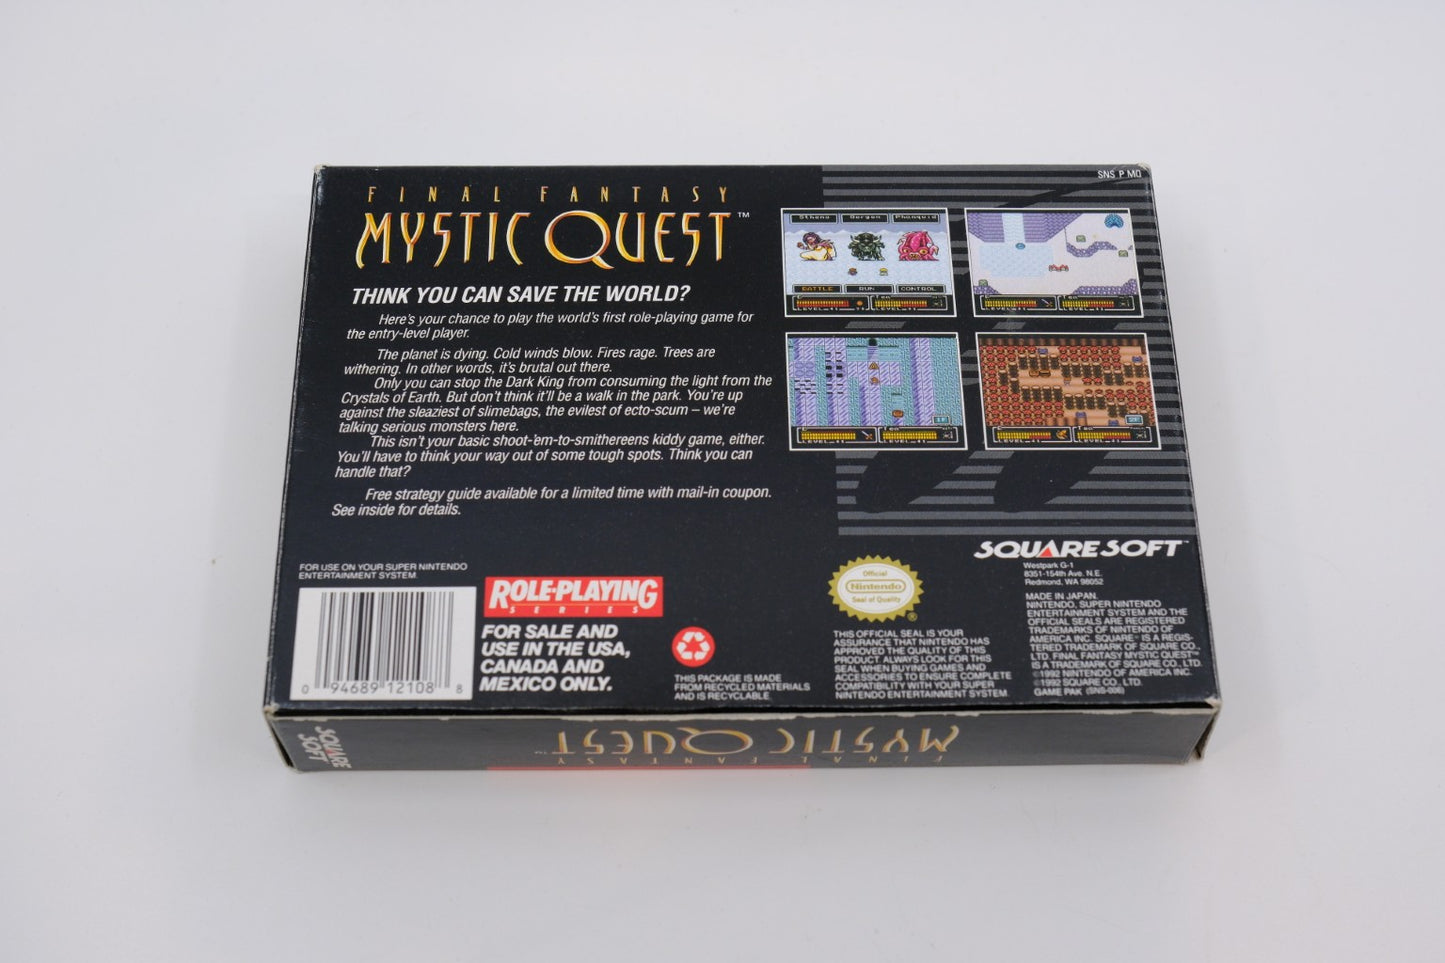 SNS P MQ
FINAL FANTASY
MYSTIC QUEST™
THINK YOU CAN SAVE THE WORLD?
Here's your chance to play the world's first role-playing game for
the entry-level player.
The planet is dying. Cold winds blow. Fires rage. Trees are
withering. In other words, it's brutal out there.
Only you can stop the Dark King from consuming the light from the
Crystals of Earth. But don't think it'll be a walk in the park. You're up
against the sleaziest of slimebags, the evilest of ecto-scum – we're
talking serious monsters here.
This isn't your basic shoot-'em-to-smithereens kiddy game, either.
You'll have to think your way out of some tough spots. Think you can
handle that?
Free strategy guide available for a limited time with mail-in coupon.
See inside for details.
Stheno Gorgon Phanquid
BATTLE RUN CONTROL
FOR USE ON YOUR SUPER NINTENDO
ENTERTAINMENT SYSTEM
0 94689 12108 8
ROLE-PLAYING
SERIES
FOR SALE AND
USE IN THE USA,
CANADA AND
MEXICO ONLY.
THIS PACKAGE IS MADE
FROM RECYCLED MATERIALS
AND IS RECYCLABLE.
Official
Nintendo
Seal of Quality
®
THIS OFFICIAL SEAL IS YOUR
ASSURANCE THAT NINTENDO HAS
APPROVED THE QUALITY OF THIS
PRODUCT. ALWAYS LOOK FOR THIS
SEAL WHEN BUYING GAMES AND
ACCESSORIES TO ENSURE COMPLETE
COMPATIBILITY WITH YOUR SUPER
NINTENDO ENTERTAINMENT SYSTEM.
SQUARE SOFT™
Westpark G-1
8351-154th Ave. N.E.
Redmond, WA 98052
MADE IN JAPAN.
NINTENDO, SUPER NINTENDO
ENTERTAINMENT SYSTEM AND THE
OFFICIAL SEALS ARE REGISTERED
TRADEMARKS OF NINTENDO OF
AMERICA INC. SQUARE® IS A REGIS-
TERED TRADEMARK OF SQUARE CO.,
LTD. FINAL FANTASY MYSTIC QUEST™
IS A TRADEMARK OF SQUARE CO., LTD.
©1992 NINTENDO OF AMERICA INC.
©1992 SQUARE CO., LTD.
GAME PAK (SNS-006)
SQUARE
SOFT
FINAL FANTASY
MYSTIC QUEST™